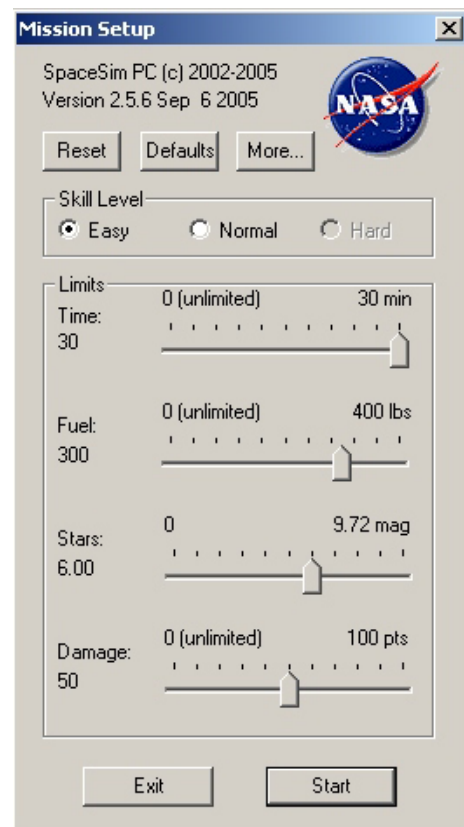 Mission Setup
SpaceSim PC (c) 2002-2005
Version 2.5.6 Sep 6 2005
NASA
Reset Defaults More...
Skill Level
Easy Normal Hard
Limits
0 (unlimited) 30 min
Time:
30
0 (unlimited) 400 lbs
Fuel:
300
0 9.72 mag
Stars:
6.00
0 (unlimited) 100 pts
Damage:
50
Exit Start